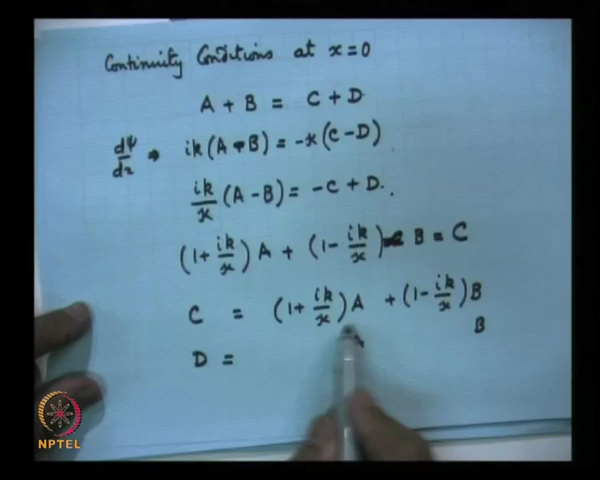 Continuity Conditions at x=0
A + B = C + D
dψ/dx ⇒ ik(A-B) = -κ(C-D)
ik/κ (A-B) = -C + D.
(1+ ik/κ) A + (1- ik/κ) B = C
C = (1+ ik/κ)A + (1- ik/κ)B
B
D =
NPTEL